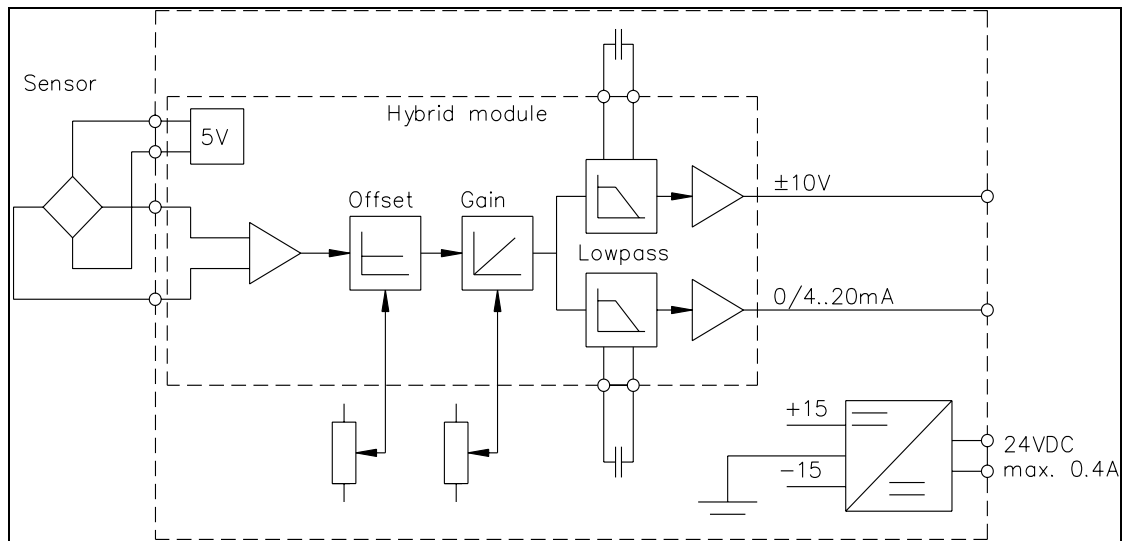 Sensor
Hybrid module
5V
±10V
Offset
Gain
Lowpass
0/4..20mA
+15
24VDC
-15
max. 0.4A